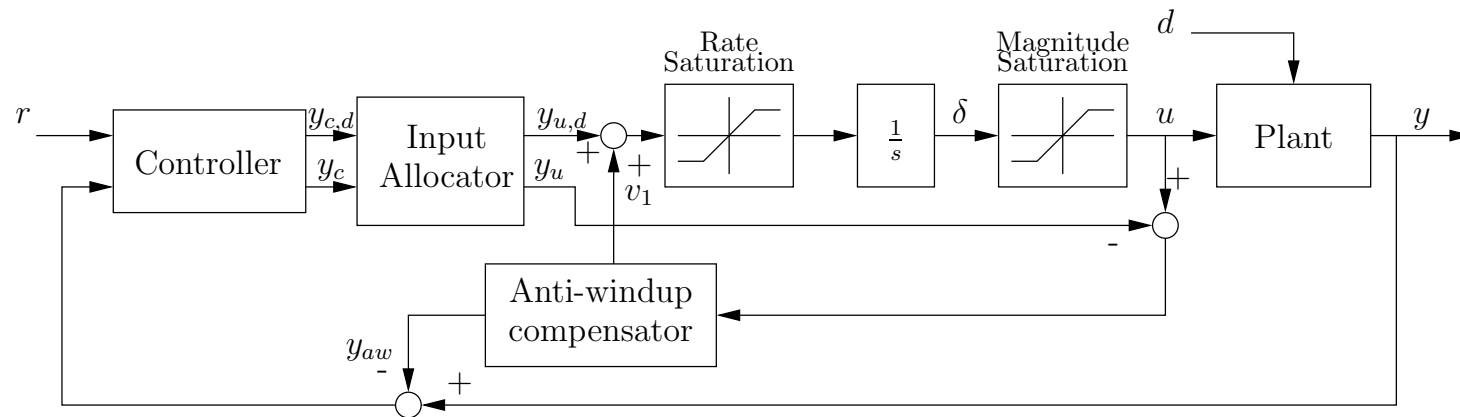 d
Rate
Saturation
Magnitude
Saturation
r
y_{c,d}
y_{u,d}
δ
u
y
Controller
Input
Allocator
+
+
\frac{1}{s}
Plant
y_c
y_u
v_1
+
-
Anti-windup
compensator
y_{aw}
-
+